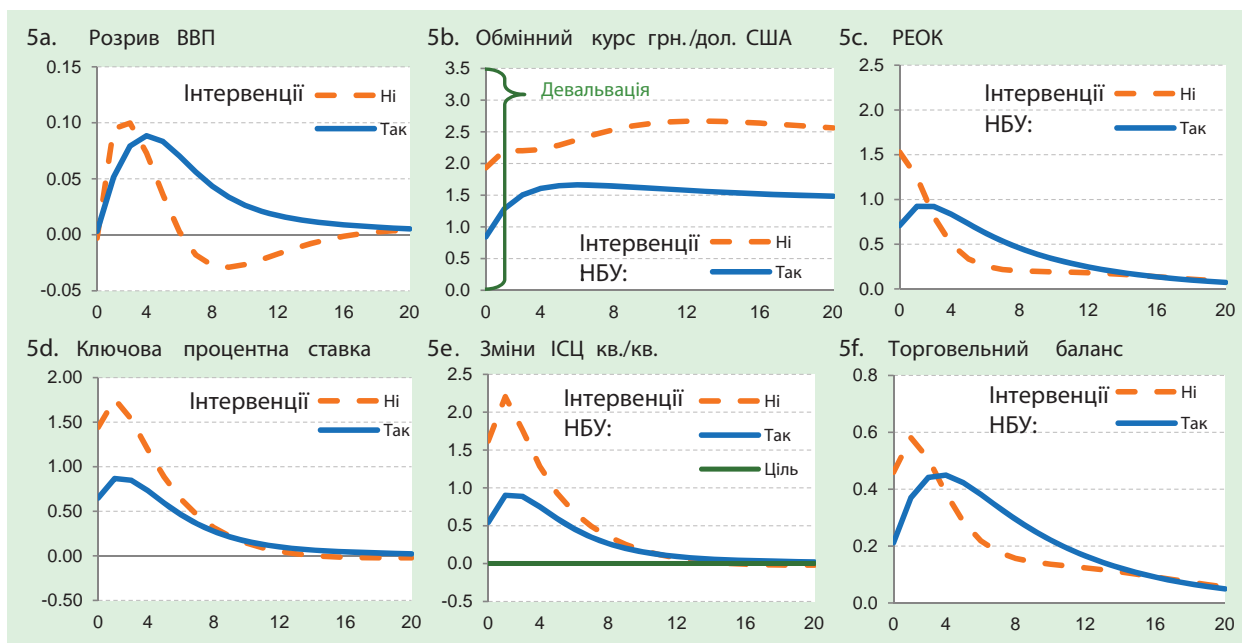 5a. Розрив ВВП
0.15
0.10
0.05
0.00
-0.05
0 4 8 12 16 20
Інтервенції
Ні
Так
5b. Обмінний курс грн./дол. США
3.5
3.0
2.5
2.0
1.5
1.0
0.5
0.0
0 4 8 12 16 20
Девальвація
Інтервенції Ні
НБУ: Так
5c. РЕОК
2.5
2.0
1.5
1.0
0.5
0.0
0 4 8 12 16 20
Інтервенції Ні
НБУ: Так
5d. Ключова процентна ставка
2.00
1.50
1.00
0.50
0.00
-0.50
0 4 8 12 16 20
Інтервенції Ні
Так
5e. Зміни ІСЦ кв./кв.
2.5
2.0
1.5
1.0
0.5
0.0
-0.5
0 4 8 12 16 20
Інтервенції Ні
НБУ: Так
Ціль
5f. Торговельний баланс
0.8
0.6
0.4
0.2
0.0
0 4 8 12 16 20
Інтервенції Ні
НБУ: Так